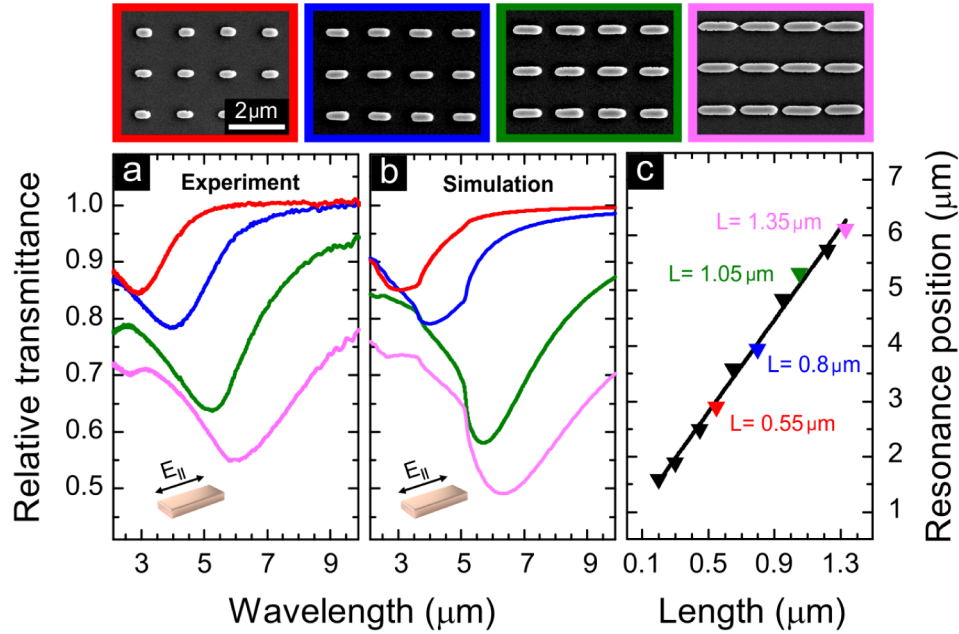 2μm
a
Experiment
b
Simulation
c
Relative transmittance
1.0
0.9
0.8
0.7
0.6
0.5
E||
E||
L= 1.35μm
L= 1.05μm
L= 0.8μm
L= 0.55μm
7
6
5
4
3
2
1
Resonance position (μm)
3 5 7 9
3 5 7 9
0.1 0.5 0.9 1.3
Wavelength (μm)
Length (μm)